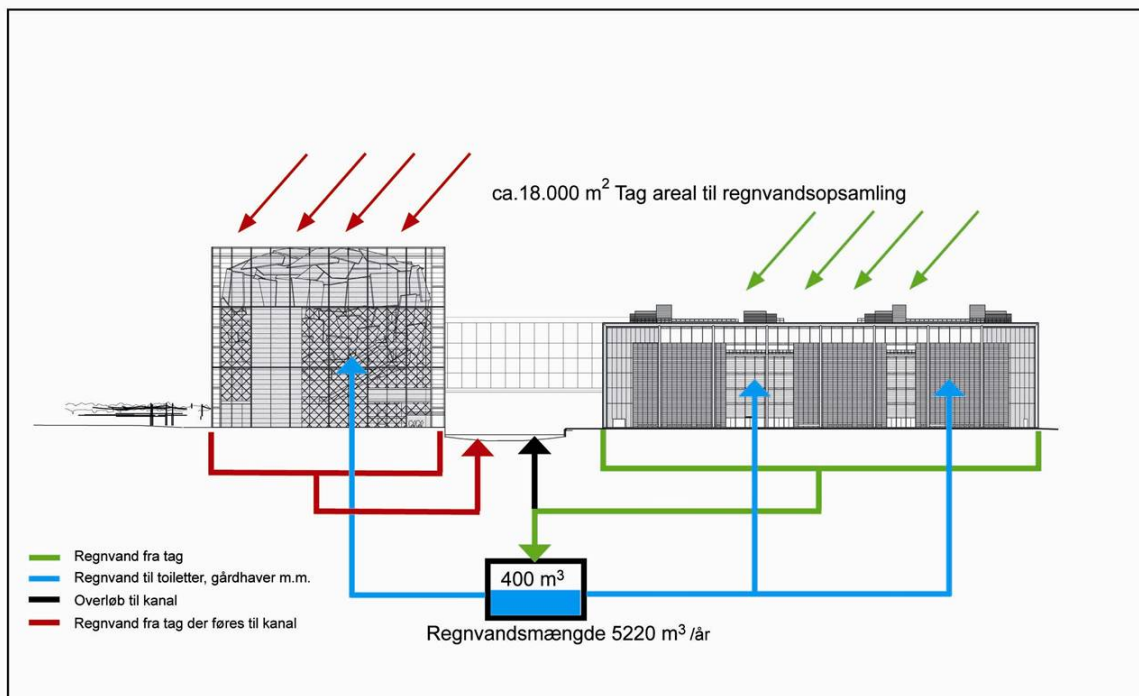 ca.18.000 m² Tag areal til regnvandsopsamling
Regnvand fra tag
Regnvand til toiletter, gårdhaver m.m.
Overløb til kanal
Regnvand fra tag der føres til kanal
400 m³
Regnvandsmængde 5220 m³ /år